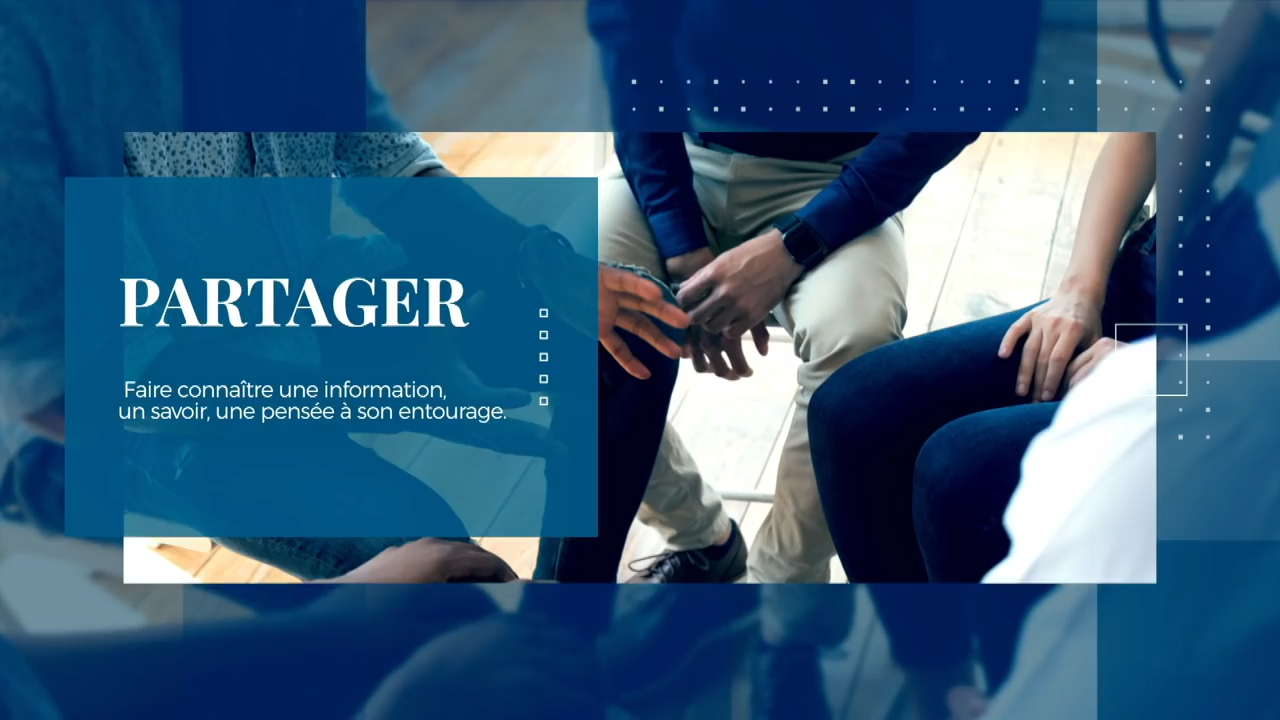 PARTAGER
Faire connaître une information,
un savoir, une pensée à son entourage.